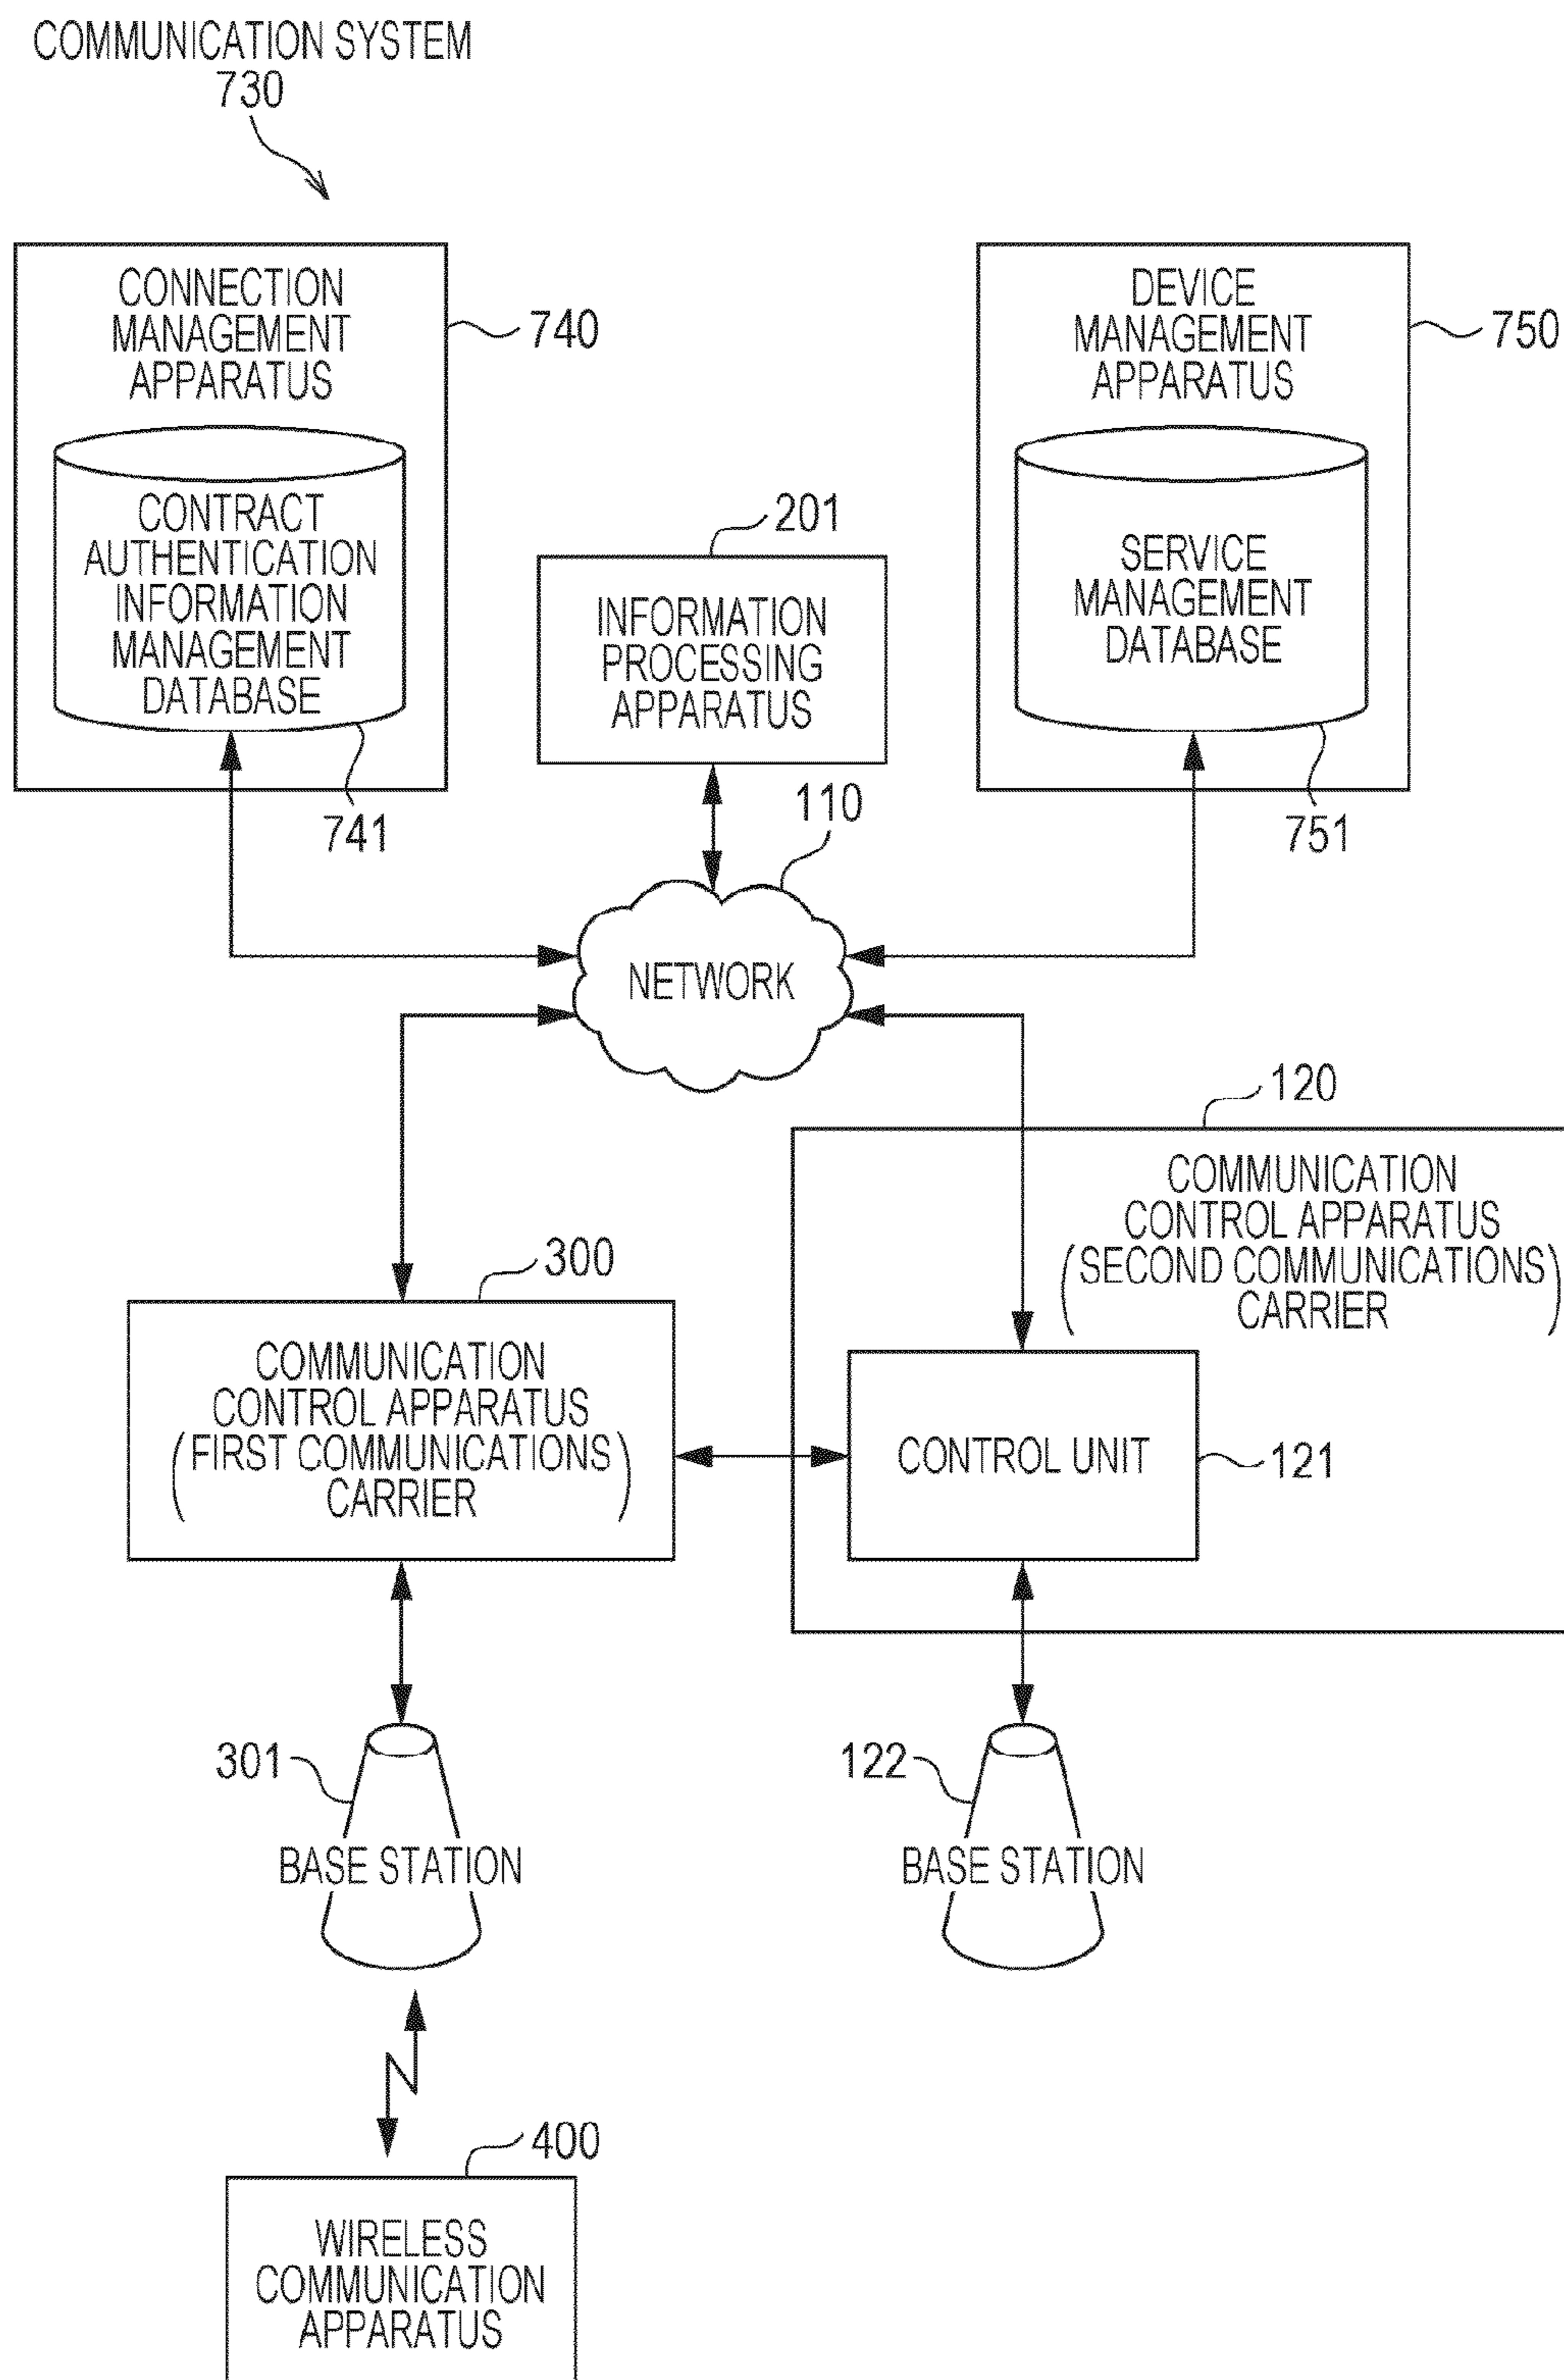 COMMUNICATION SYSTEM
730
CONNECTION
MANAGEMENT
APPARATUS
740
CONTRACT
AUTHENTICATION
INFORMATION
MANAGEMENT
DATABASE
741
DEVICE
MANAGEMENT
APPARATUS
750
SERVICE
MANAGEMENT
DATABASE
751
201
INFORMATION
PROCESSING
APPARATUS
110
NETWORK
120
COMMUNICATION
CONTROL APPARATUS
(SECOND COMMUNICATIONS
CARRIER)
300
COMMUNICATION
CONTROL APPARATUS
(FIRST COMMUNICATIONS
CARRIER)
CONTROL UNIT
121
301
BASE STATION
122
BASE STATION
400
WIRELESS
COMMUNICATION
APPARATUS